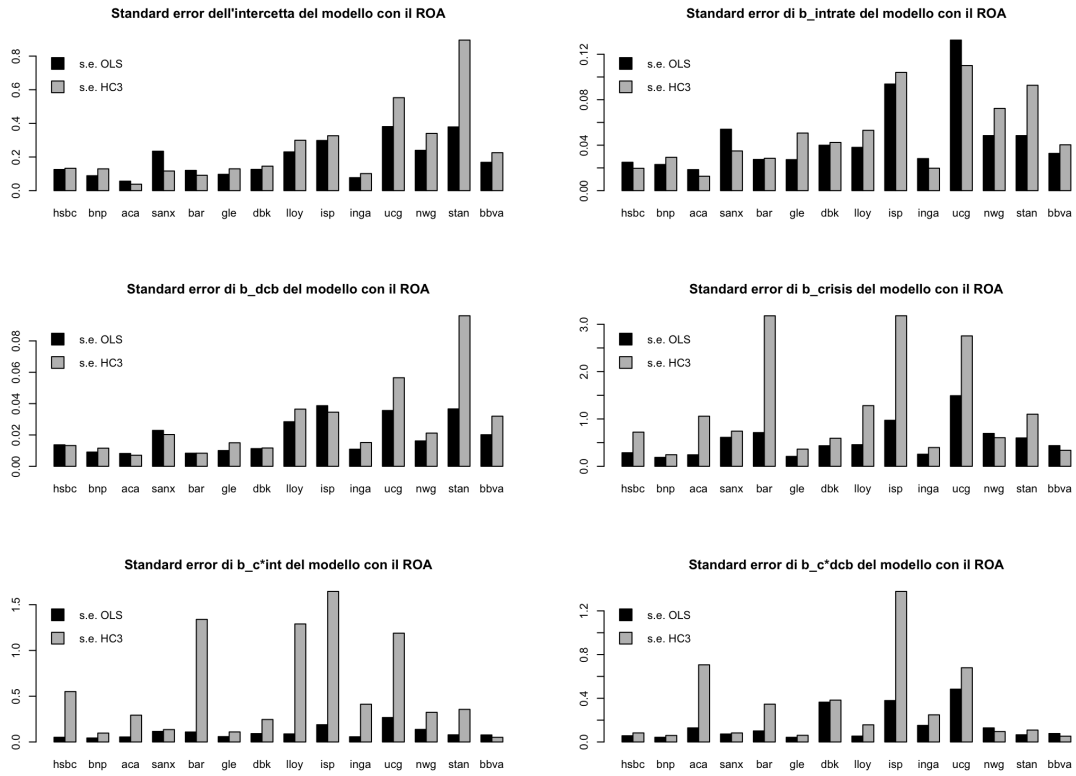 Standard error dell'intercetta del modello con il ROA
s.e. OLS
s.e. HC3
0.0 0.2 0.4 0.6 0.8
hsbc bnp aca sanx bar gle dbk lloy isp inga ucg nwg stan bbva
Standard error di b_intrate del modello con il ROA
s.e. OLS
s.e. HC3
0.00 0.04 0.08 0.12
hsbc bnp aca sanx bar gle dbk lloy isp inga ucg nwg stan bbva
Standard error di b_dcb del modello con il ROA
s.e. OLS
s.e. HC3
0.00 0.02 0.04 0.06 0.08
hsbc bnp aca sanx bar gle dbk lloy isp inga ucg nwg stan bbva
Standard error di b_crisis del modello con il ROA
s.e. OLS
s.e. HC3
0.0 1.0 2.0 3.0
hsbc bnp aca sanx bar gle dbk lloy isp inga ucg nwg stan bbva
Standard error di b_c*int del modello con il ROA
s.e. OLS
s.e. HC3
0.0 0.5 1.0 1.5
hsbc bnp aca sanx bar gle dbk lloy isp inga ucg nwg stan bbva
Standard error di b_c*dcb del modello con il ROA
s.e. OLS
s.e. HC3
0.0 0.4 0.8 1.2
hsbc bnp aca sanx bar gle dbk lloy isp inga ucg nwg stan bbva